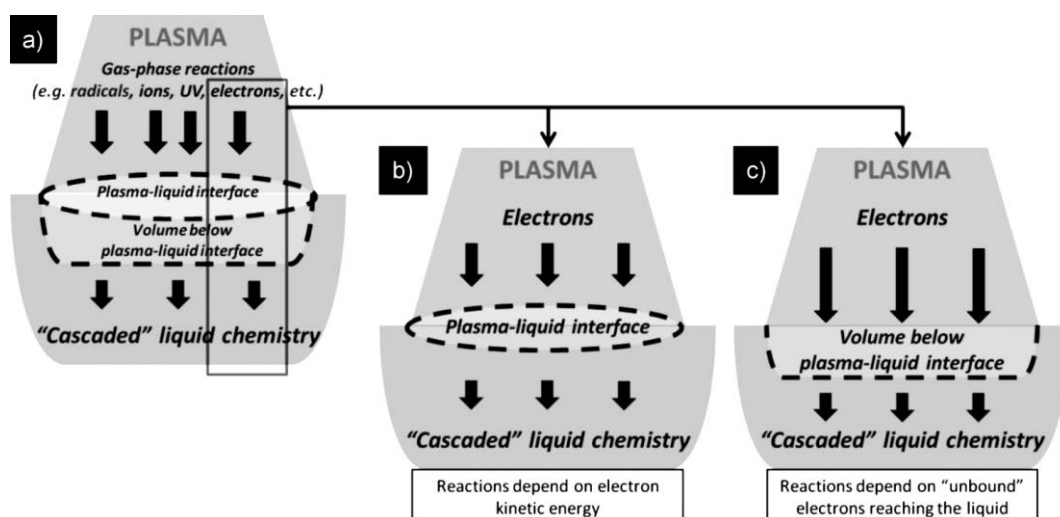 a)
PLASMA
Gas-phase reactions
(e.g. radicals, ions, UV, electrons, etc.)
Plasma-liquid interface
Volume below
plasma-liquid interface
"Cascaded" liquid chemistry
b)
PLASMA
Electrons
Plasma-liquid interface
"Cascaded" liquid chemistry
Reactions depend on electron
kinetic energy
c)
PLASMA
Electrons
Volume below
plasma-liquid interface
"Cascaded" liquid chemistry
Reactions depend on "unbound"
electrons reaching the liquid